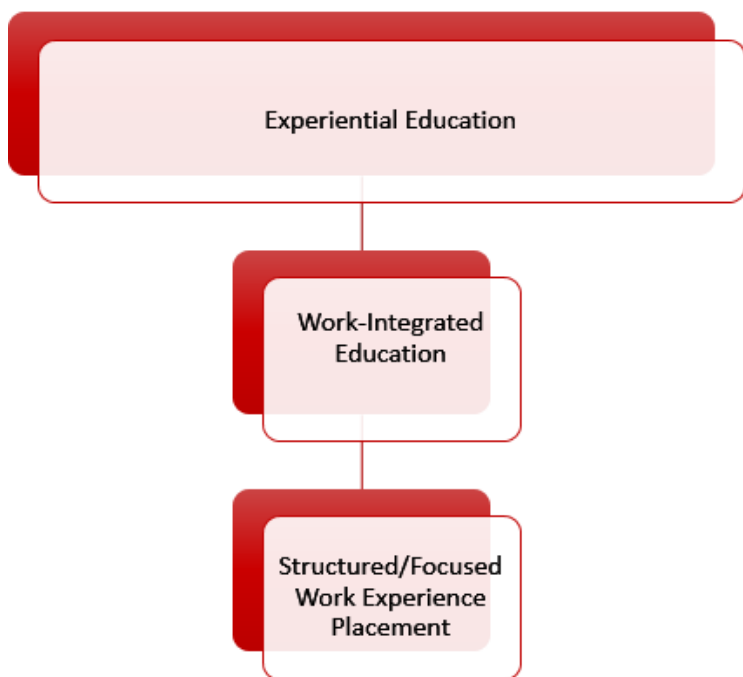 Experiential Education
Work-Integrated
Education
Structured/Focused
Work Experience
Placement